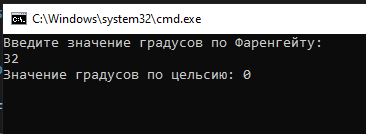 C:\Windows\system32\cmd.exe
Введите значение градусов по Фаренгейту:
32
Значение градусов по цельсию: 0